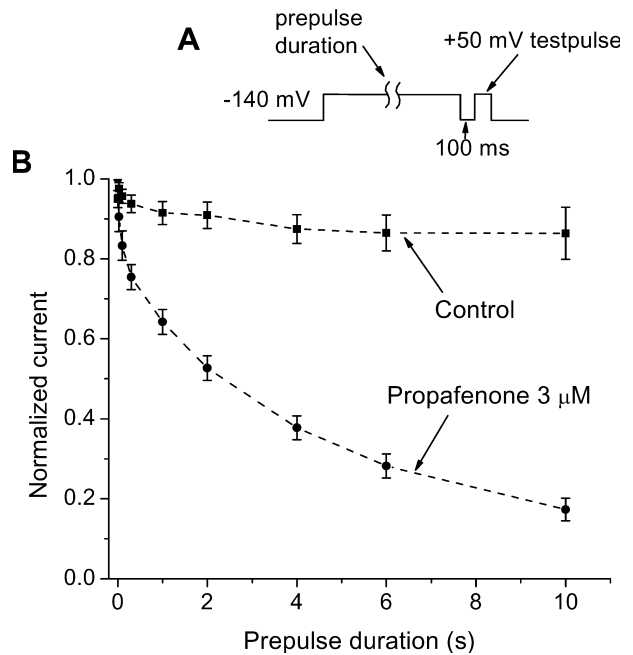 A
prepulse
duration
+50 mV testpulse
-140 mV
100 ms
B
1.0
0.8
0.6
0.4
0.2
0.0
Normalized current
Control
Propafenone 3 μM
0 2 4 6 8 10
Prepulse duration (s)